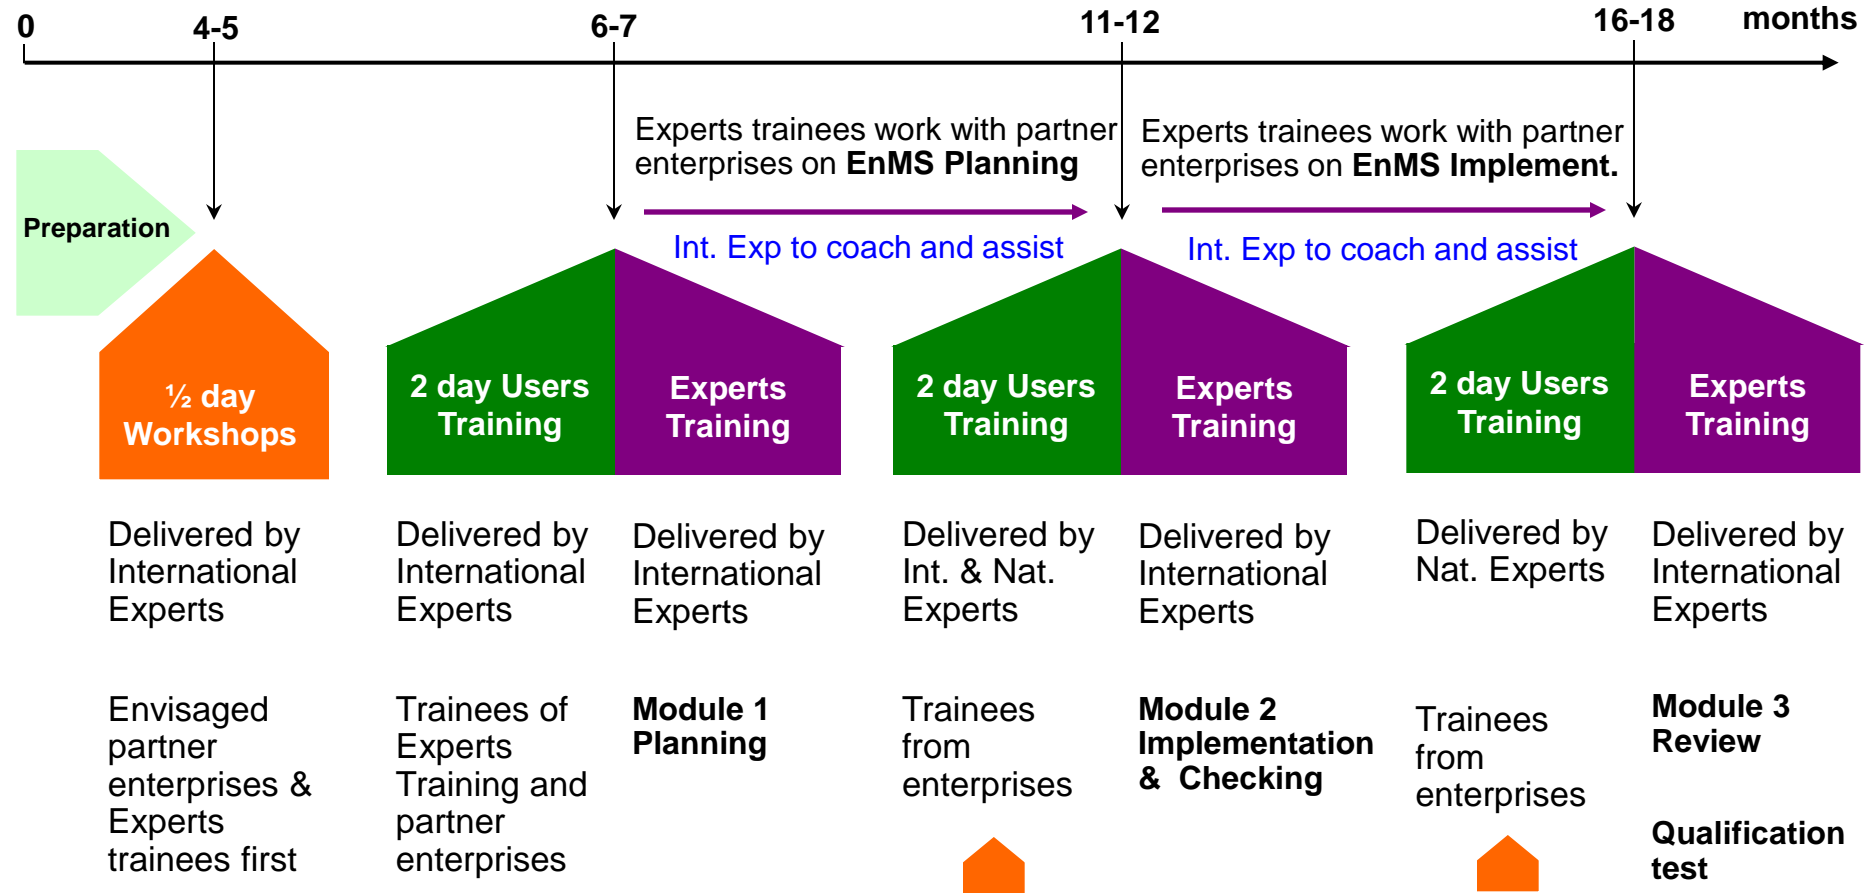 0
4-5
6-7
11-12
16-18
months
Experts trainees work with partner
enterprises on EnMS Planning
Experts trainees work with partner
enterprises on EnMS Implement.
Preparation
Int. Exp to coach and assist
Int. Exp to coach and assist
½ day
Workshops
2 day Users
Training
Experts
Training
2 day Users
Training
Experts
Training
2 day Users
Training
Experts
Training
Delivered by
International
Experts
Delivered by
International
Experts
Delivered by
International
Experts
Delivered by
Int. & Nat.
Experts
Delivered by
International
Experts
Delivered by
Nat. Experts
Delivered by
International
Experts
Envisaged
partner
enterprises &
Experts
trainees first
Trainees of
Experts
Training and
partner
enterprises
Module 1
Planning
Trainees
from
enterprises
Module 2
Implementation
& Checking
Trainees
from
enterprises
Module 3
Review
Qualification
test